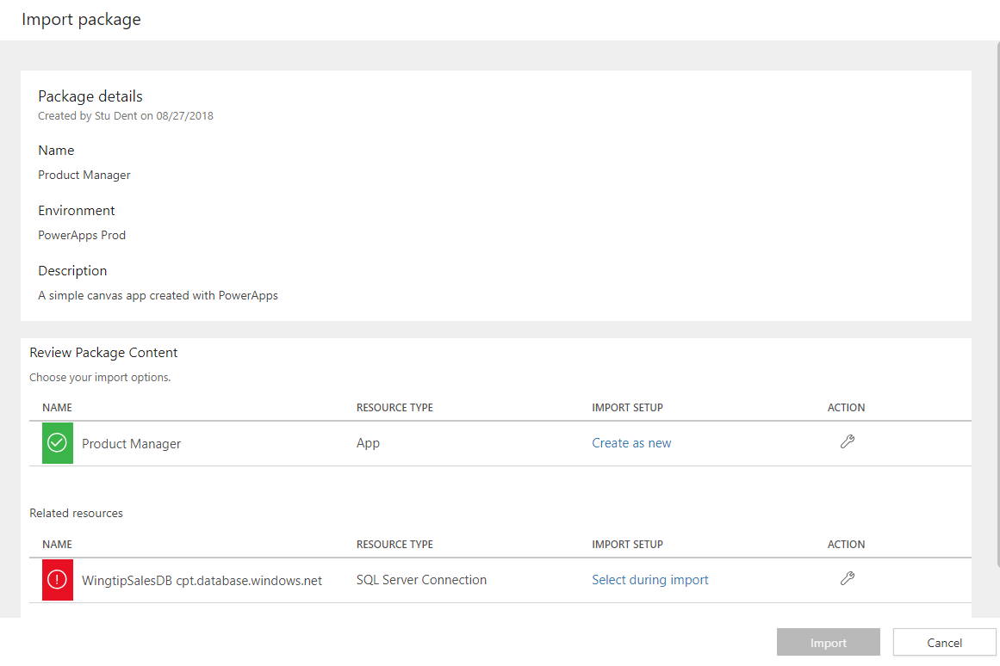 Import package
Package details
Created by Stu Dent on 08/27/2018
Name
Product Manager
Environment
PowerApps Prod
Description
A simple canvas app created with PowerApps
Review Package Content
Choose your import options.
NAME RESOURCE TYPE IMPORT SETUP ACTION
Product Manager App Create as new
Related resources
NAME RESOURCE TYPE IMPORT SETUP ACTION
WingtipSalesDB cpt.database.windows.net SQL Server Connection Select during import
Import Cancel